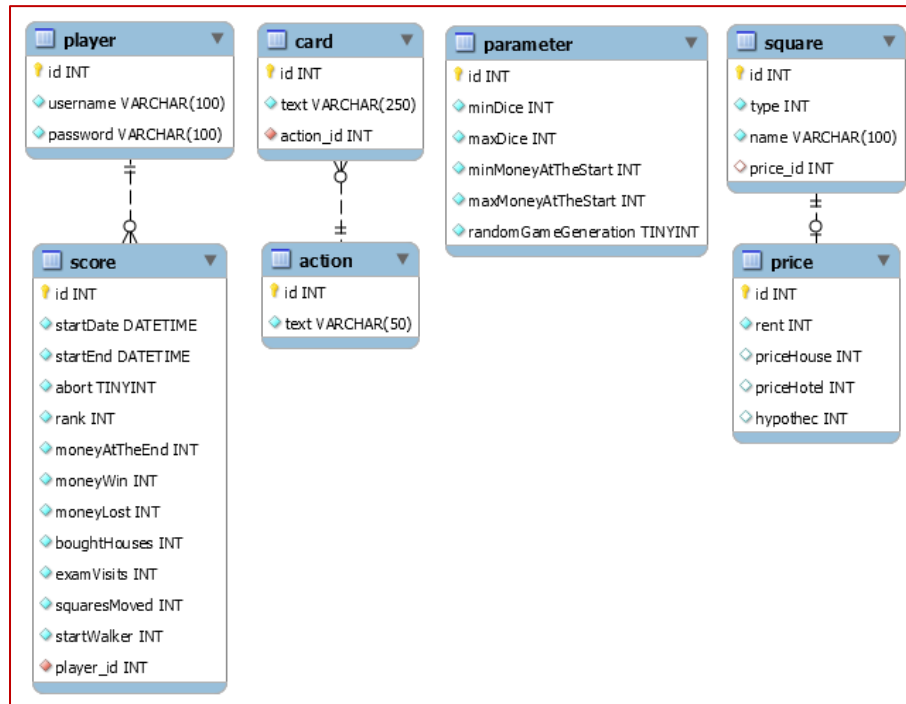 player
id INT
username VARCHAR(100)
password VARCHAR(100)
card
id INT
text VARCHAR(250)
action_id INT
parameter
id INT
minDice INT
maxDice INT
minMoneyAtTheStart INT
maxMoneyAtTheStart INT
randomGameGeneration TINYINT
square
id INT
type INT
name VARCHAR(100)
price_id INT
score
id INT
startDate DATETIME
startEnd DATETIME
abort TINYINT
rank INT
moneyAtTheEnd INT
moneyWin INT
moneyLost INT
boughtHouses INT
examVisits INT
squaresMoved INT
startWalker INT
player_id INT
action
id INT
text VARCHAR(50)
price
id INT
rent INT
priceHouse INT
priceHotel INT
hypothec INT